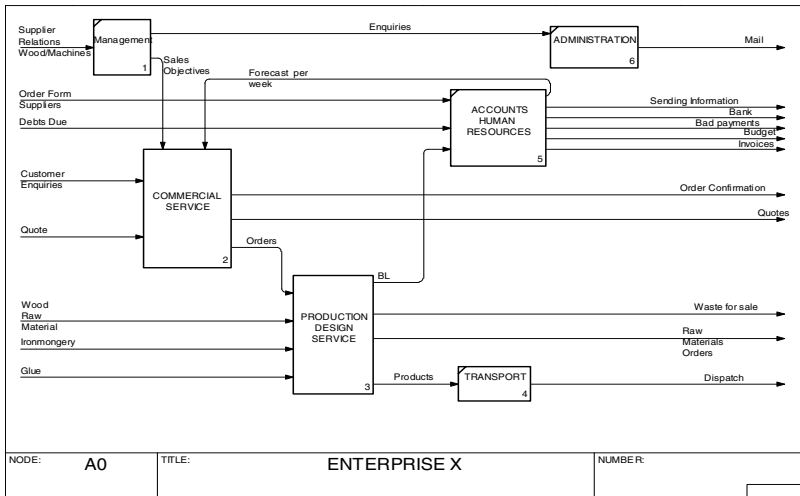 Supplier
Relations
Wood/Machines
Management
1
Enquiries
ADMINISTRATION
6
Mail
Sales
Objectives
Forecast per
week
Order Form
Suppliers
Debts Due
ACCOUNTS
HUMAN
RESOURCES
5
Sending Information
Bank
Bad payments
Budget
Invoices
Customer
Enquiries
Quote
COMMERCIAL
SERVICE
2
Order Confirmation
Quotes
Orders
BL
Wood
Raw
Material
Ironmongery
Glue
PRODUCTION
DESIGN
SERVICE
3
Waste for sale
Raw
Materials
Orders
Products
TRANSPORT
4
Dispatch
NODE: A0
TITLE: ENTERPRISE X
NUMBER: